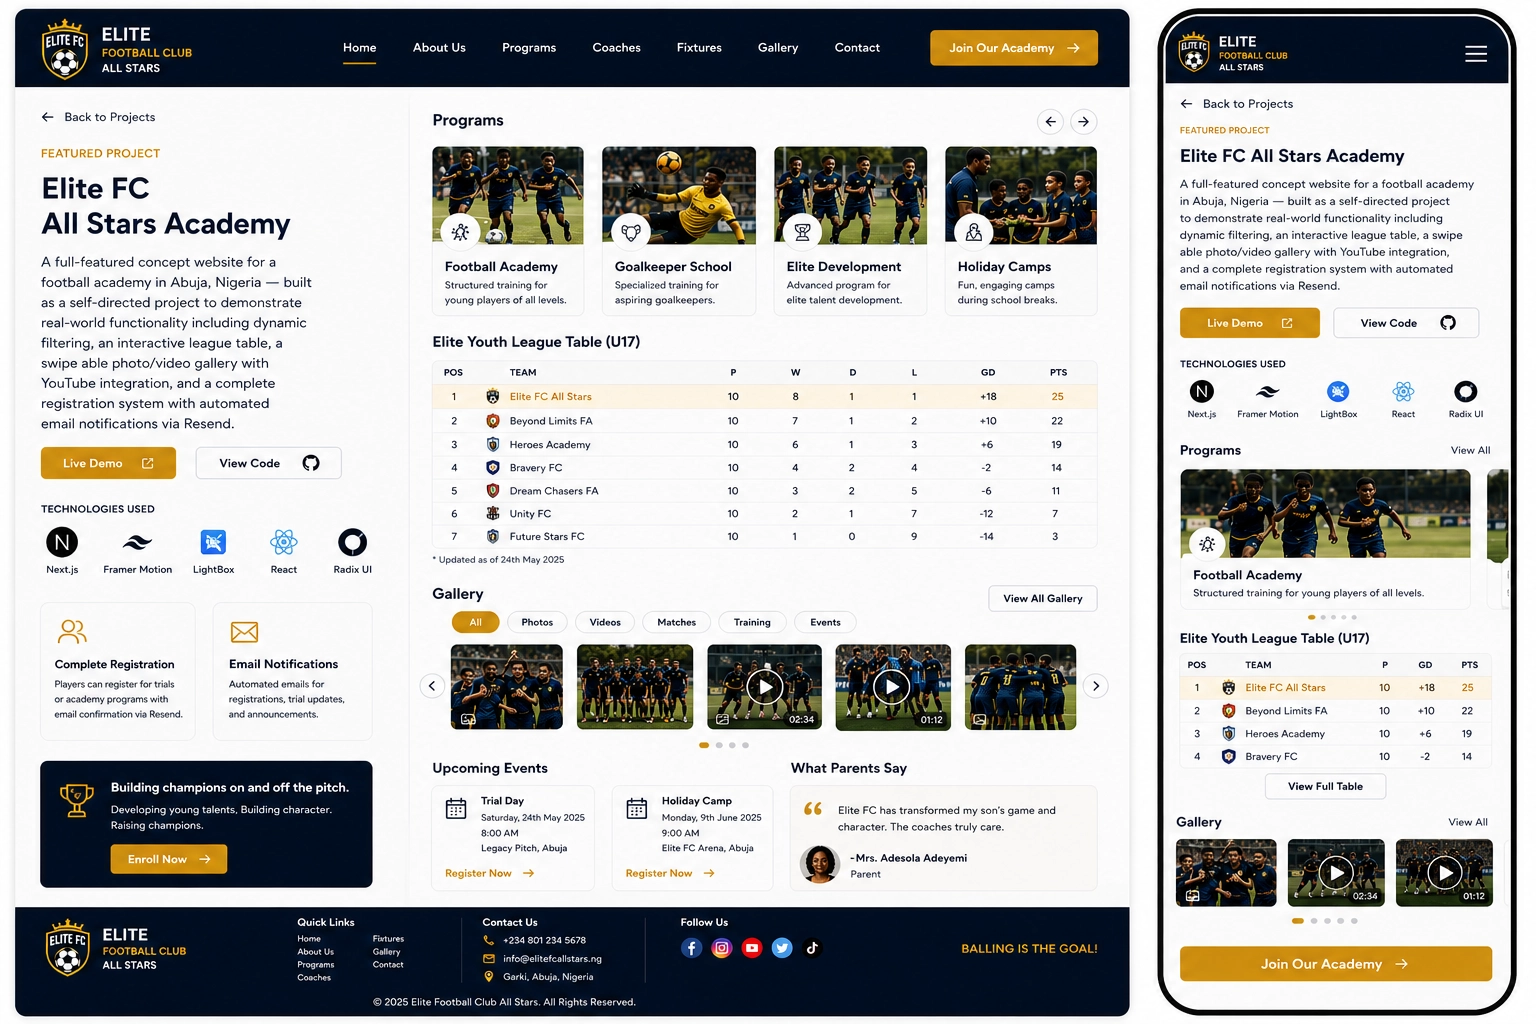 ELITE FC
ELITE
FOOTBALL CLUB
ALL STARS
Home
About Us
Programs
Coaches
Fixtures
Gallery
Contact
Join Our Academy
Back to Projects
FEATURED PROJECT
Elite FC
All Stars Academy
A full-featured concept website for a
football academy in Abuja, Nigeria — built
as a self-directed project to demonstrate
real-world functionality including dynamic
filtering, an interactive league table, a
swipe able photo/video gallery with
YouTube integration, and a complete
registration system with automated
email notifications via Resend.
Live Demo
View Code
TECHNOLOGIES USED
N
Next.js
Framer Motion
LightBox
React
Radix UI
Complete Registration
Players can register for trials
or academy programs with
email confirmation via Resend.
Email Notifications
Automated emails for
registrations, trial updates,
and announcements.
Building champions on and off the pitch.
Developing young talents, Building character.
Raising champions.
Enroll Now
Programs
Football Academy
Structured training for
young players of all levels.
Goalkeeper School
Specialized training for
aspiring goalkeepers.
Elite Development
Advanced program for
elite talent development.
Holiday Camps
Fun, engaging camps
during school breaks.
Elite Youth League Table (U17)
POS TEAM P W D L GD PTS
1 Elite FC All Stars 10 8 1 1 +18 25
2 Beyond Limits FA 10 7 1 2 +10 22
3 Heroes Academy 10 6 1 3 +6 19
4 Bravery FC 10 4 2 4 -2 14
5 Dream Chasers FA 10 3 2 5 -6 11
6 Unity FC 10 2 1 7 -12 7
7 Future Stars FC 10 1 0 9 -14 3
* Updated as of 24th May 2025
Gallery
View All Gallery
All
Photos
Videos
Matches
Training
Events
02:34
01:12
Upcoming Events
Trial Day
Saturday, 24th May 2025
8:00 AM
Legacy Pitch, Abuja
Register Now
Holiday Camp
Monday, 9th June 2025
9:00 AM
Elite FC Arena, Abuja
Register Now
What Parents Say
“ Elite FC has transformed my son's game and
character. The coaches truly care.
-Mrs. Adesola Adeyemi
Parent
ELITE FC
ELITE
FOOTBALL CLUB
ALL STARS
Quick Links
Home
About Us
Programs
Coaches
Fixtures
Gallery
Contact
Contact Us
+234 801 234 5678
info@elitefcallstars.ng
Garki, Abuja, Nigeria
Follow Us
BALLING IS THE GOAL!
© 2025 Elite Football Club All Stars. All Rights Reserved.
ELITE FC
ELITE
FOOTBALL CLUB
ALL STARS
Back to Projects
FEATURED PROJECT
Elite FC All Stars Academy
A full-featured concept website for a football academy
in Abuja, Nigeria — built as a self-directed project
to demonstrate real-world functionality including
dynamic filtering, an interactive league table, a swipe
able photo/video gallery with YouTube integration,
and a complete registration system with automated
email notifications via Resend.
Live Demo
View Code
TECHNOLOGIES USED
N
Next.js
Framer Motion
LightBox
React
Radix UI
Programs
View All
Football Academy
Structured training for young players of all levels.
Elite Youth League Table (U17)
POS TEAM P GD PTS
1 Elite FC All Stars 10 +18 25
2 Beyond Limits FA 10 +10 22
3 Heroes Academy 10 +6 19
4 Bravery FC 10 -2 14
View Full Table
Gallery
View All
02:34
01:12
Join Our Academy